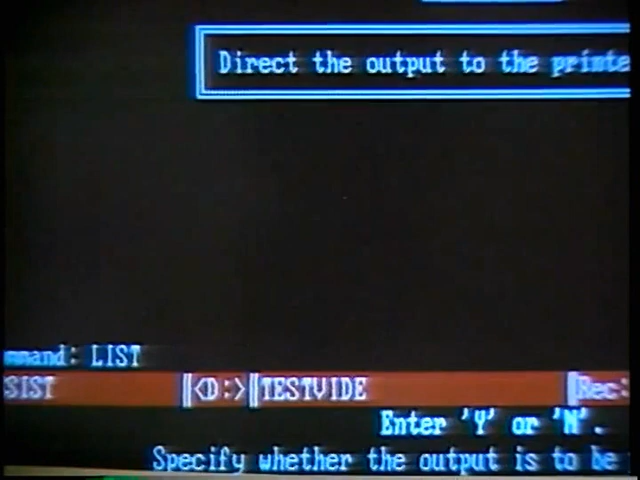 Direct the output to the printe
mmand: LIST
SIST <D:> TESTVIDE Rec:
Enter 'Y' or 'N'.
Specify whether the output is to be